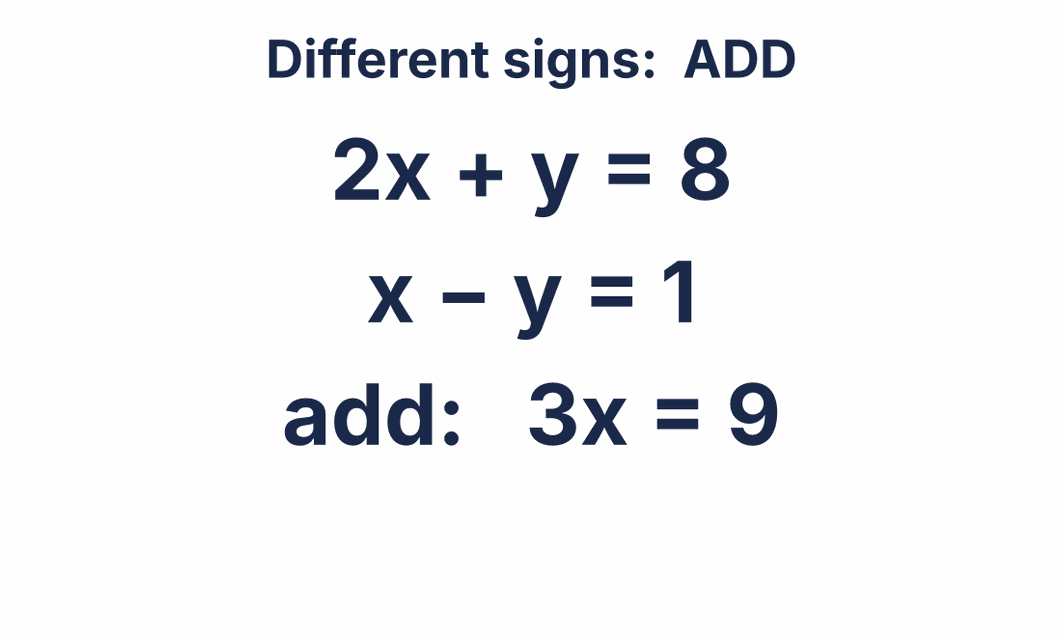 Different signs: ADD
2x + y = 8
x − y = 1
add: 3x = 9